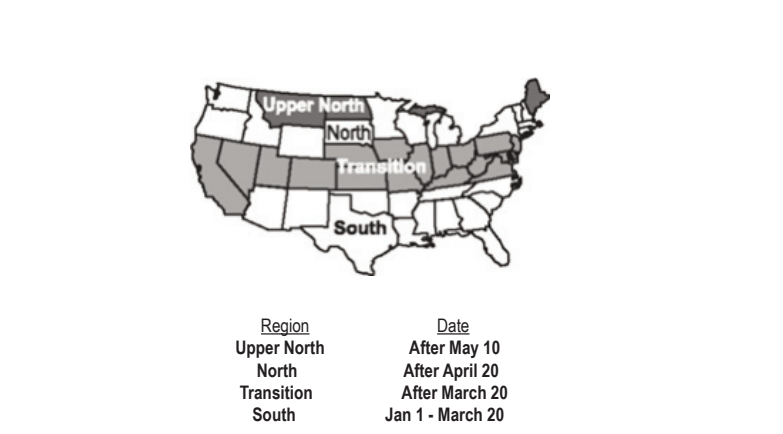 Upper North
North
Transition
South
Region Date
Upper North After May 10
North After April 20
Transition After March 20
South Jan 1 - March 20